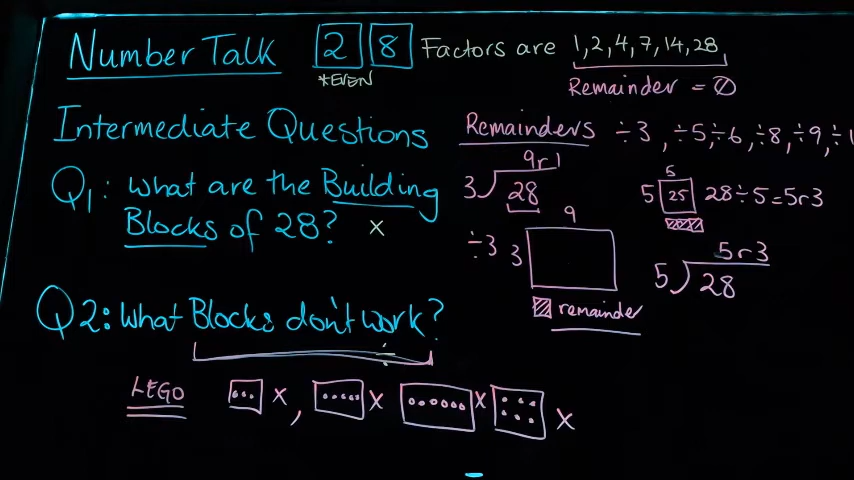 Number Talk 2 8 Factors are 1, 2, 4, 7, 14, 28
*EVEN
Remainder = 0
Intermediate Questions
Q1: what are the Building
Blocks of 28? x
Q2: What Blocks don't work?
÷
LEGO x , x x x
Remainders ÷3, ÷5, ÷6, ÷8, ÷9, ÷1
9r1
3)28
9
÷3 3
remainder
5
5 25 28÷5=5r3
5r3
5)28